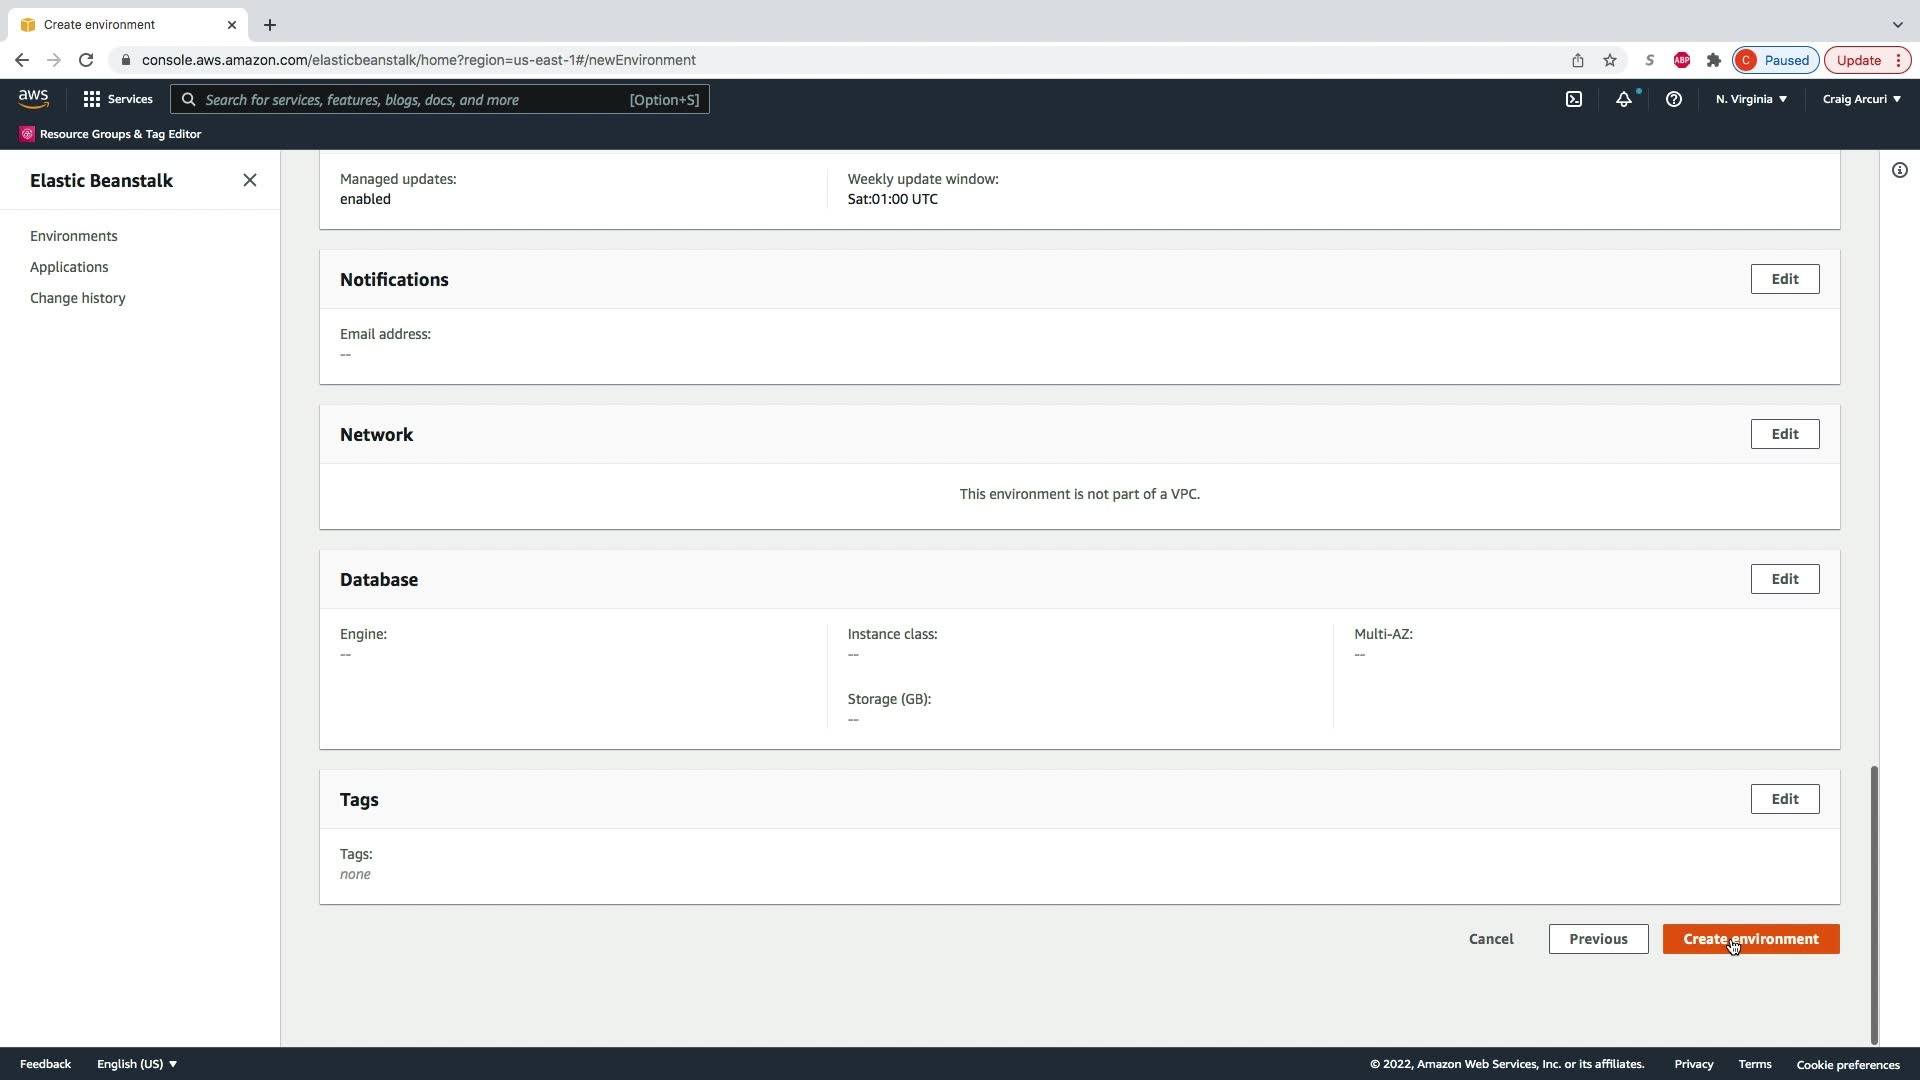 Create environment
console.aws.amazon.com/elasticbeanstalk/home?region=us-east-1#/newEnvironment
S
ABP
C Paused
Update
aws
Services
Search for services, features, blogs, docs, and more
[Option+S]
N. Virginia
Craig Arcuri
Resource Groups & Tag Editor
Elastic Beanstalk
Environments
Applications
Change history
Managed updates:
enabled
Weekly update window:
Sat:01:00 UTC
Notifications
Edit
Email address:
--
Network
Edit
This environment is not part of a VPC.
Database
Edit
Engine:
--
Instance class:
--
Storage (GB):
--
Multi-AZ:
--
Tags
Edit
Tags:
none
Cancel
Previous
Create environment
Feedback
English (US)
© 2022, Amazon Web Services, Inc. or its affiliates.
Privacy
Terms
Cookie preferences